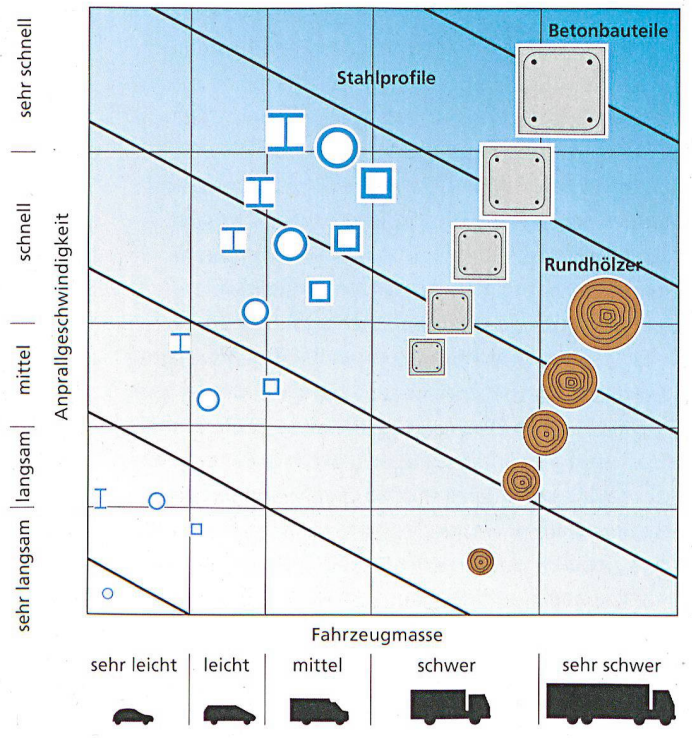 sehr schnell
schnell
mittel
langsam
sehr langsam
Anprallgeschwindigkeit
Betonbauteile
Stahlprofile
Rundhölzer
Fahrzeugmasse
sehr leicht
leicht
mittel
schwer
sehr schwer